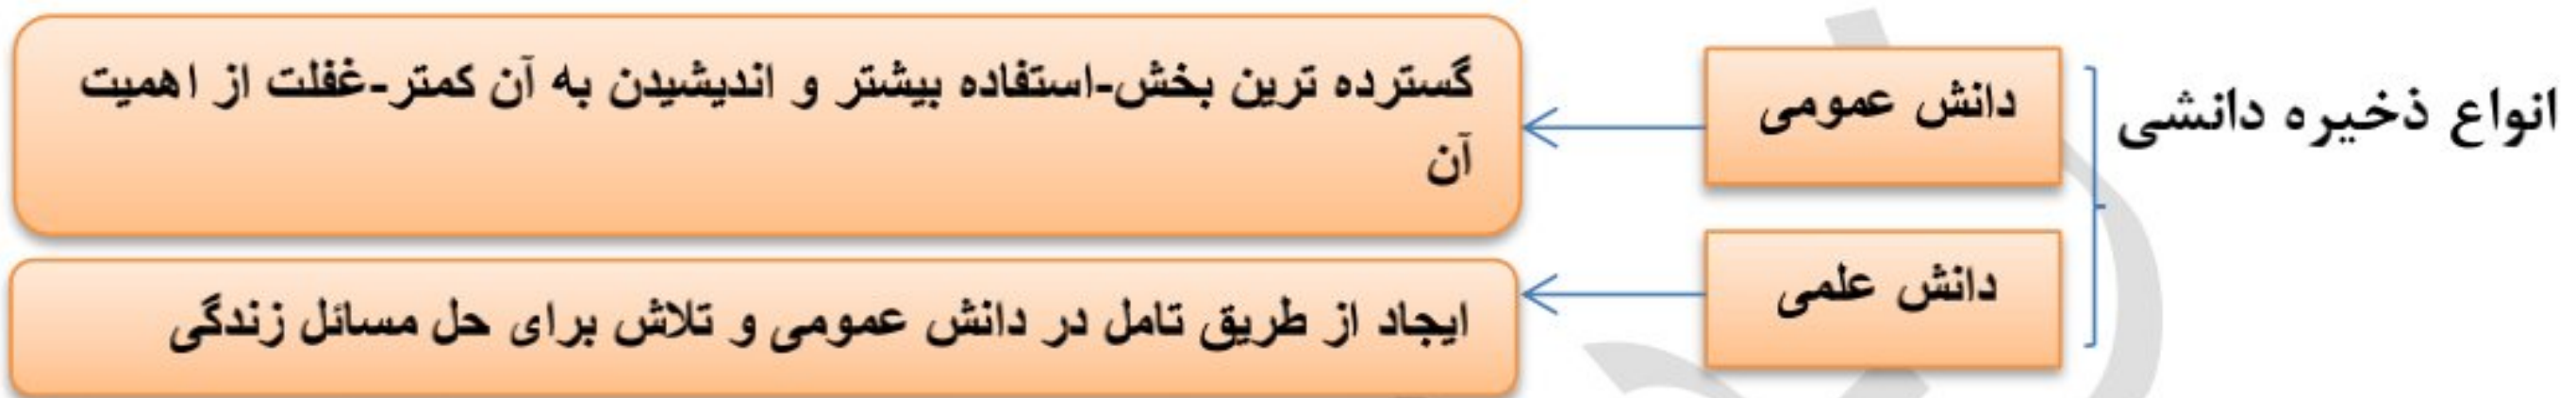 انواع ذخیره دانشی
دانش عمومی
گسترده ترین بخش-استفاده بیشتر و اندیشیدن به آن کمتر-غفلت از اهمیت
آن
دانش علمی
ایجاد از طریق تامل در دانش عمومی و تلاش برای حل مسائل زندگی